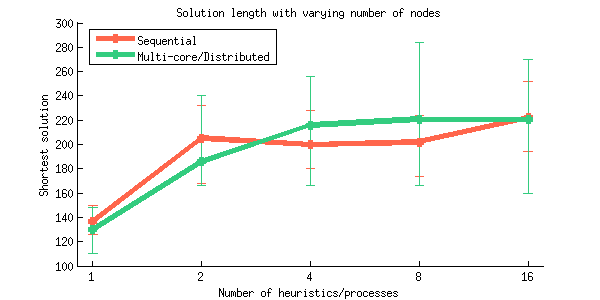 Solution length with varying number of nodes
300
280
260
240
220
200
180
160
140
120
100
Shortest solution
Sequential
Multi-core/Distributed
1 2 4 8 16
Number of heuristics/processes